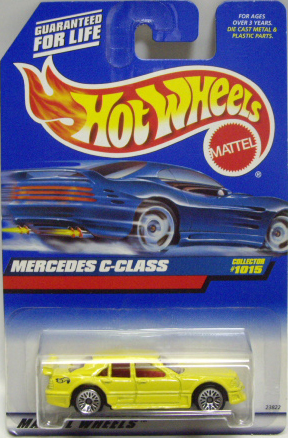 GUARANTEED
FOR LIFE
FOR AGES
OVER 3 YEARS.
DIE CAST METAL &
PLASTIC PARTS.
HOT WHEELS
®
MATTEL
MERCEDES C-CLASS
COLLECTOR
#1015
23822